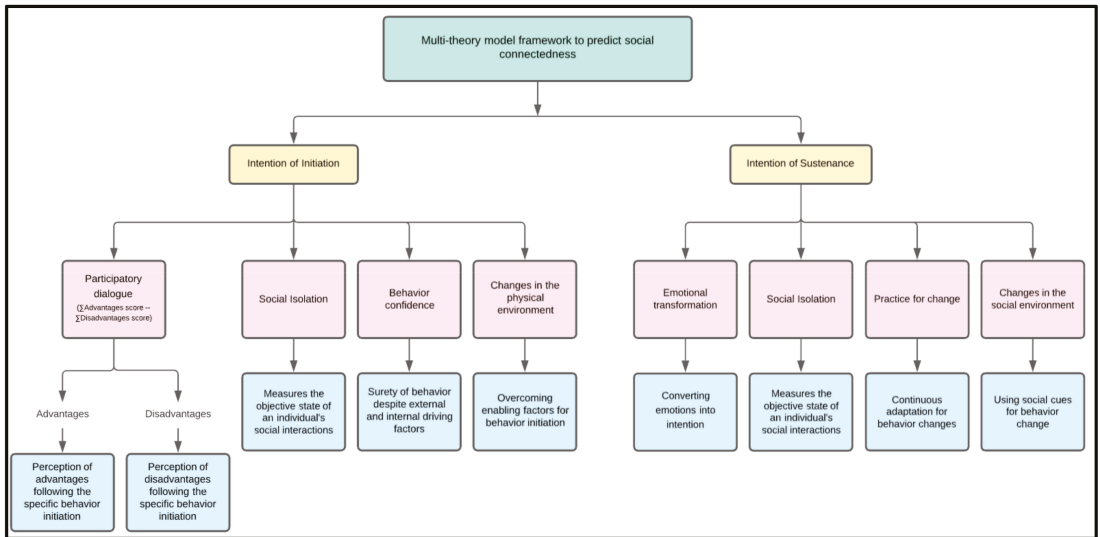 Multi-theory model framework to predict social
connectedness
Intention of Initiation
Intention of Sustenance
Participatory
dialogue
(∑Advantages score –
∑Disadvantages score)
Social Isolation
Behavior
confidence
Changes in the
physical
environment
Emotional
transformation
Social Isolation
Practice for change
Changes in the
social environment
Measures the
objective state of
an individual's
social interactions
Surety of behavior
despite external
and internal driving
factors
Overcoming
enabling factors for
behavior initiation
Converting
emotions into
intention
Measures the
objective state of
an individual's
social interactions
Continuous
adaptation for
behavior changes
Using social cues
for behavior
change
Advantages
Disadvantages
Perception of
advantages
following the
specific behavior
initiation
Perception of
disadvantages
following the
specific behavior
initiation